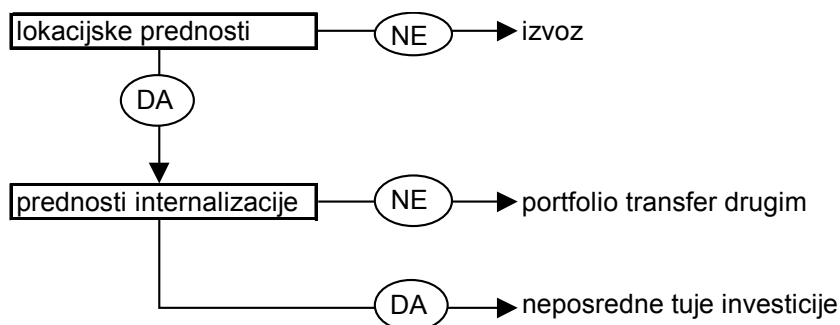 lokacijske prednosti NE izvoz
DA
prednosti internalizacije NE portfolio transfer drugim
DA neposredne tuje investicije